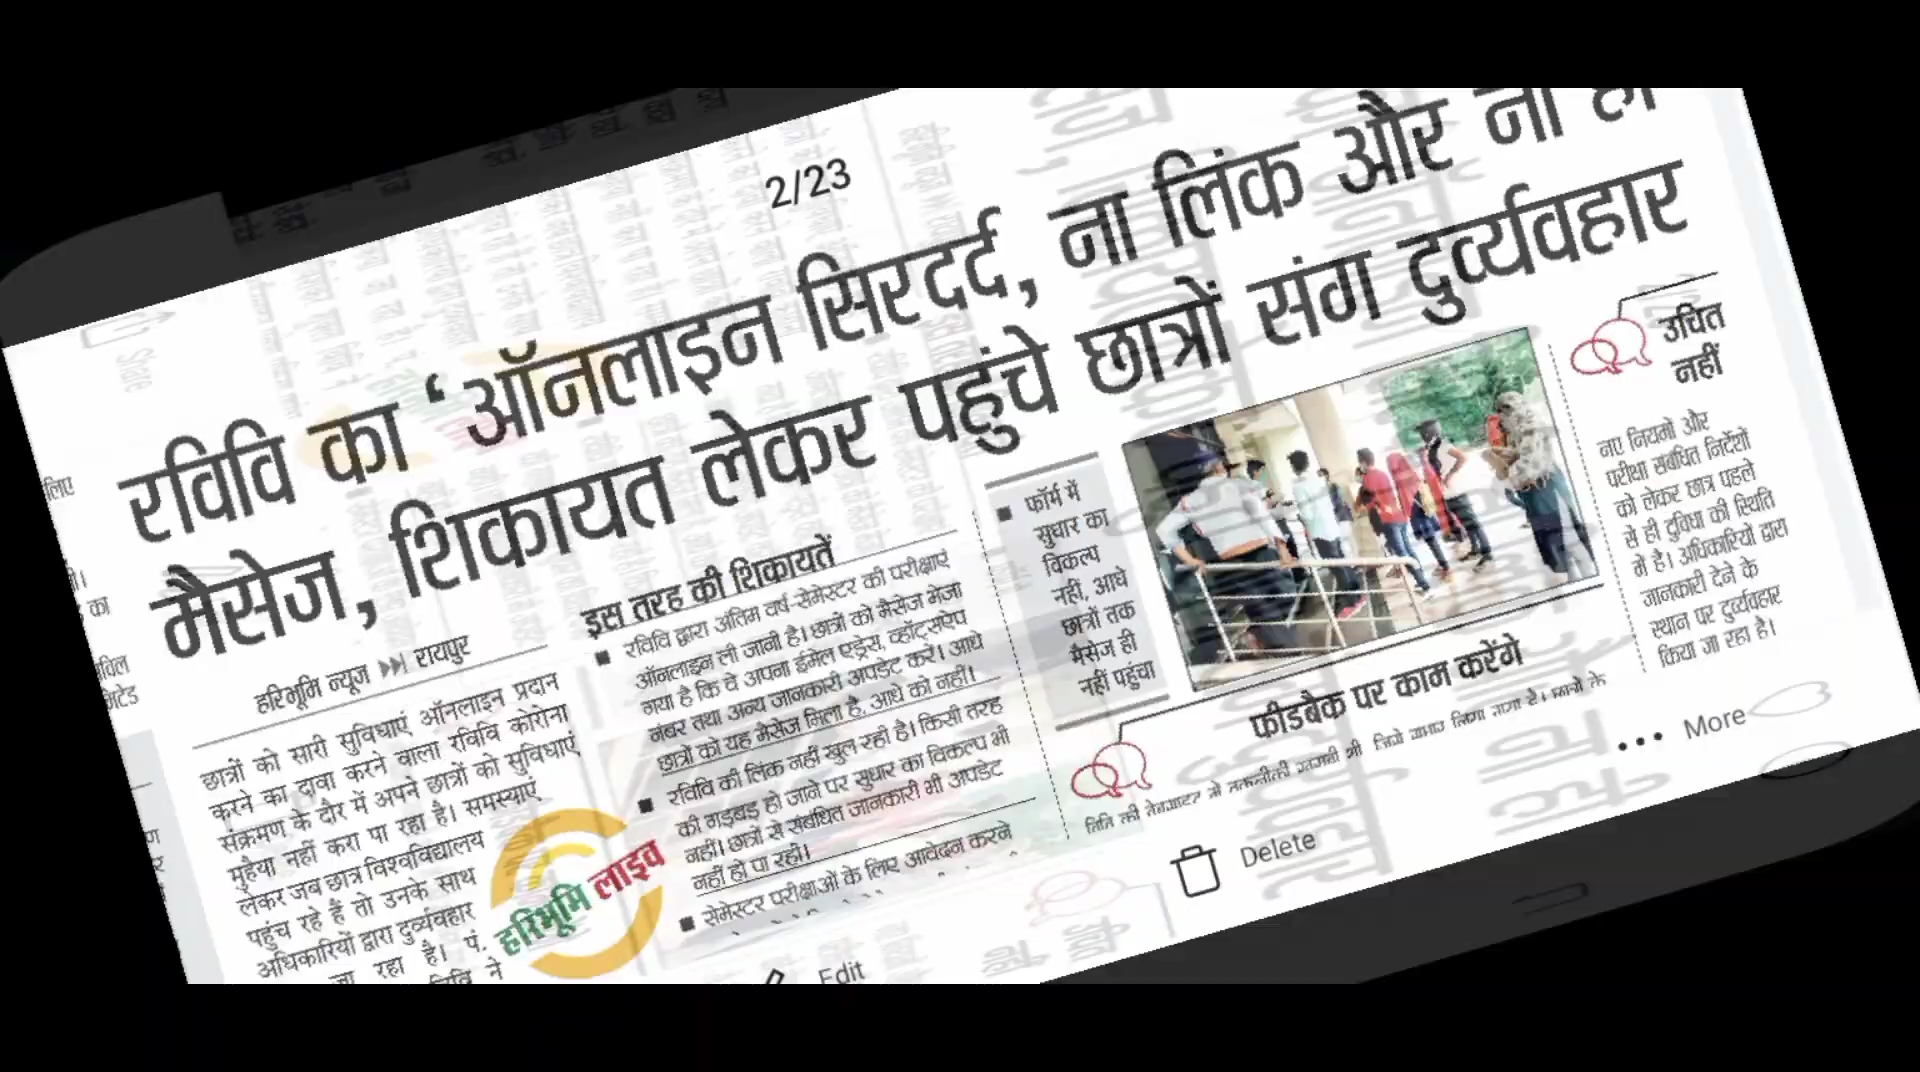 2/23
रविवि का ‘ऑनलाइन सिरदर्द, ना लिंक और ना
मैसेज, शिकायत लेकर पहुंचे छात्रों संग दुर्व्यवहार
हरिभूमि न्यूज रायपुर
छात्रों को सारी सुविधाएं ऑनलाइन प्रदान
करने का दावा करने वाला रविवि कोरोना
संक्रमण के दौर में अपने छात्रों को सुविधाएं
मुहैया नहीं करा पा रहा है। समस्याएं
लेकर जब छात्र विश्वविद्यालय
पहुंच रहे हैं तो उनके साथ
अधिकारियों द्वारा दुर्व्यवहार
जा रहा है। पं.
ने
हरिभूमि लाइव
इस तरह की शिकायतें
■ रविवि द्वारा अंतिम वर्ष-सेमेस्टर की परीक्षाएं
ऑनलाइन ली जानी है। छात्रों को मैसेज भेजा
गया है कि वे अपना ईमेल एड्रेस, व्हॉट्सएप
नंबर तथा अन्य जानकारी अपडेट करें। आधे
छात्रों को यह मैसेज मिला है, आधे को नहीं।
■ रविवि की लिंक नहीं खुल रही है। किसी तरह
की गड़बड़ हो जाने पर सुधार का विकल्प भी
नहीं। छात्रों से संबंधित जानकारी भी अपडेट
नहीं हो पा रही।
■ सेमेस्टर परीक्षाओं के लिए आवेदन करने
■ फॉर्म में
सुधार का
विकल्प
नहीं, आधे
छात्रों तक
मैसेज ही
नहीं पहुंचा
फीडबैक पर काम करेंगे
उचित
नहीं
नए नियमों और
परीक्षा संबंधित निर्देशों
को लेकर छात्र पहले
से ही दुविधा की स्थिति
में है। अधिकारियों द्वारा
जानकारी देने के
स्थान पर दुर्व्यवहार
किया जा रहा है।
Share
Edit
Delete
More